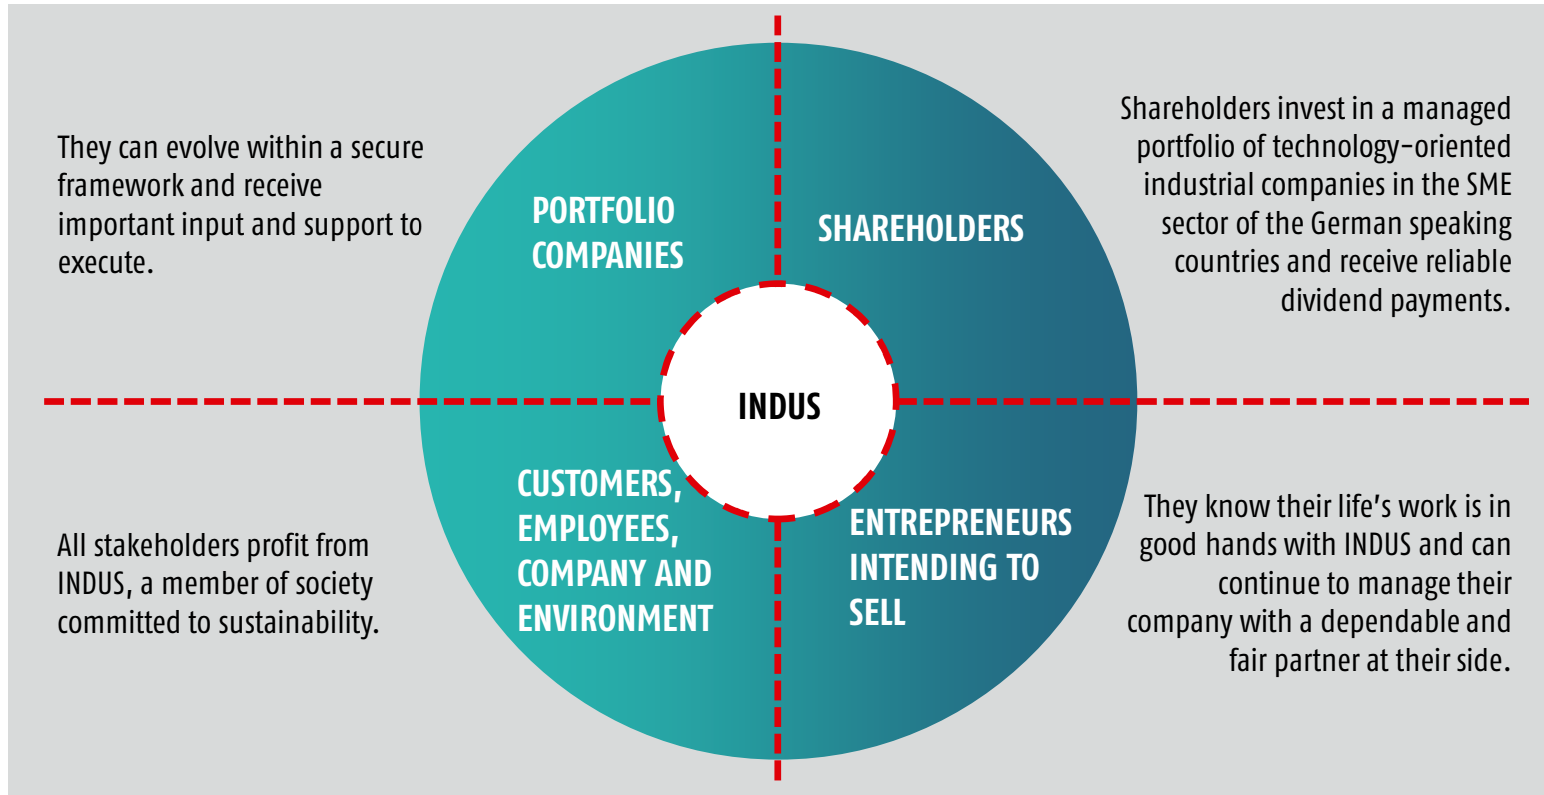 They can evolve within a secure
framework and receive
important input and support to
execute.
PORTFOLIO
COMPANIES
SHAREHOLDERS
Shareholders invest in a managed
portfolio of technology-oriented
industrial companies in the SME
sector of the German speaking
countries and receive reliable
dividend payments.
INDUS
All stakeholders profit from
INDUS, a member of society
committed to sustainability.
CUSTOMERS,
EMPLOYEES,
COMPANY AND
ENVIRONMENT
ENTREPRENEURS
INTENDING TO
SELL
They know their life's work is in
good hands with INDUS and can
continue to manage their
company with a dependable and
fair partner at their side.